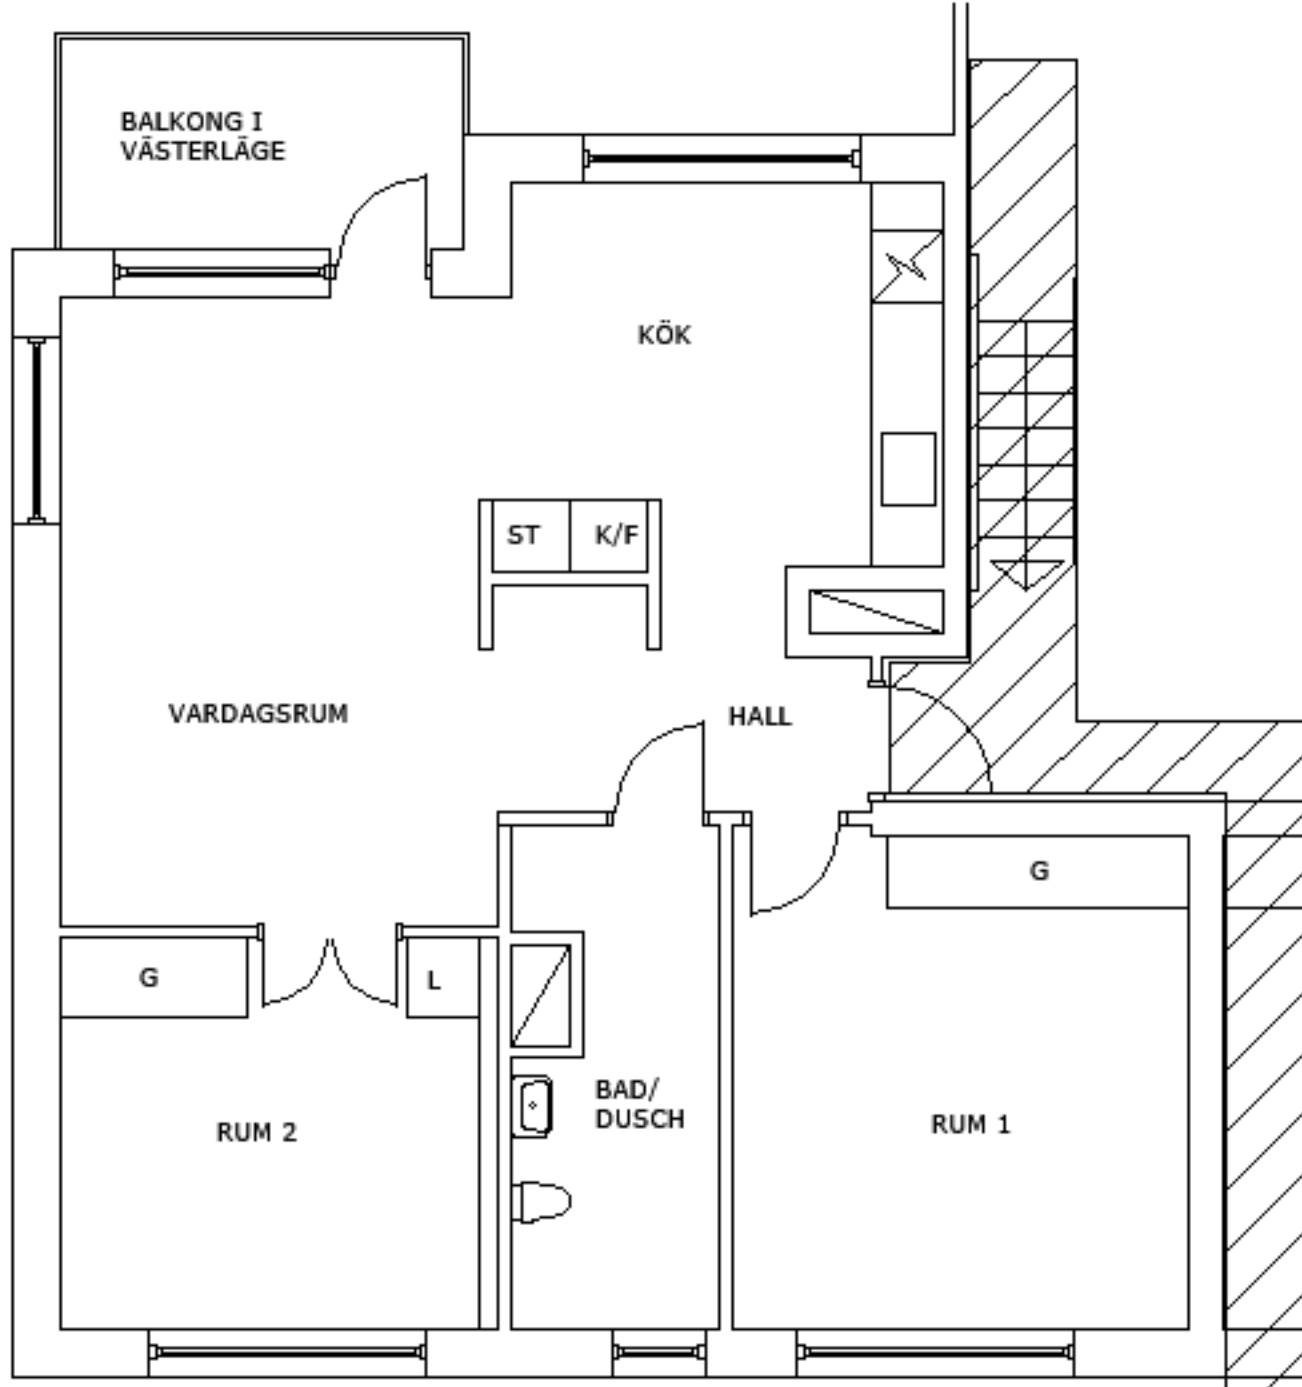 BALKONG I
VÄSTERLÄGE
KÖK
ST
K/F
VARDAGSRUM
HALL
G
G
L
BAD/
DUSCH
RUM 2
RUM 1